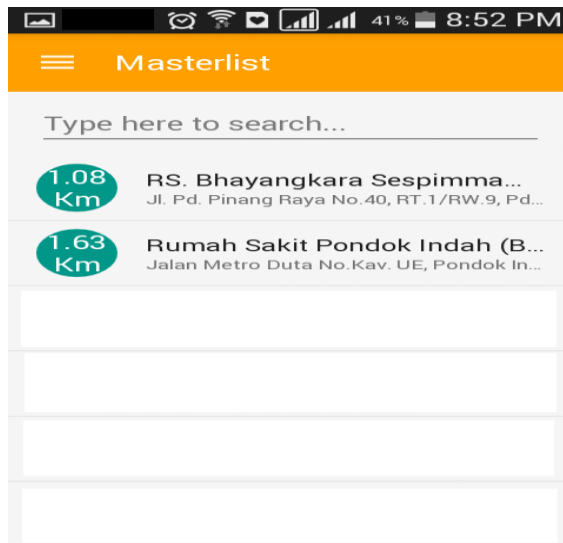 41% 8:52 PM
Masterlist
Type here to search...
1.08 Km
RS. Bhayangkara Sespimma...
Jl. Pd. Pinang Raya No.40, RT.1/RW.9, Pd...
1.63 Km
Rumah Sakit Pondok Indah (B...
Jalan Metro Duta No.Kav. UE, Pondok In...